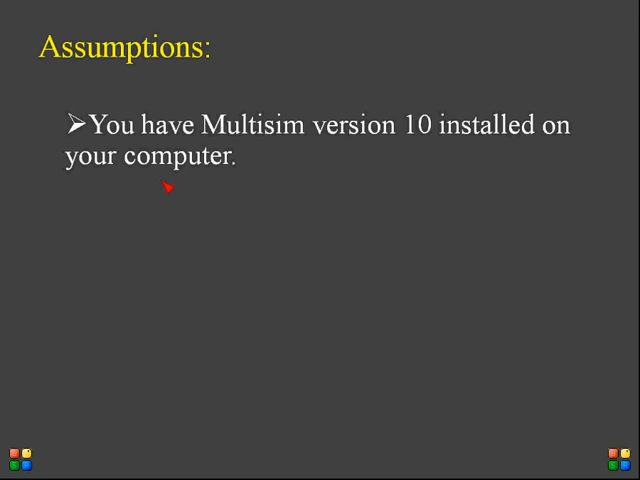 Assumptions:
➢You have Multisim version 10 installed on
your computer.